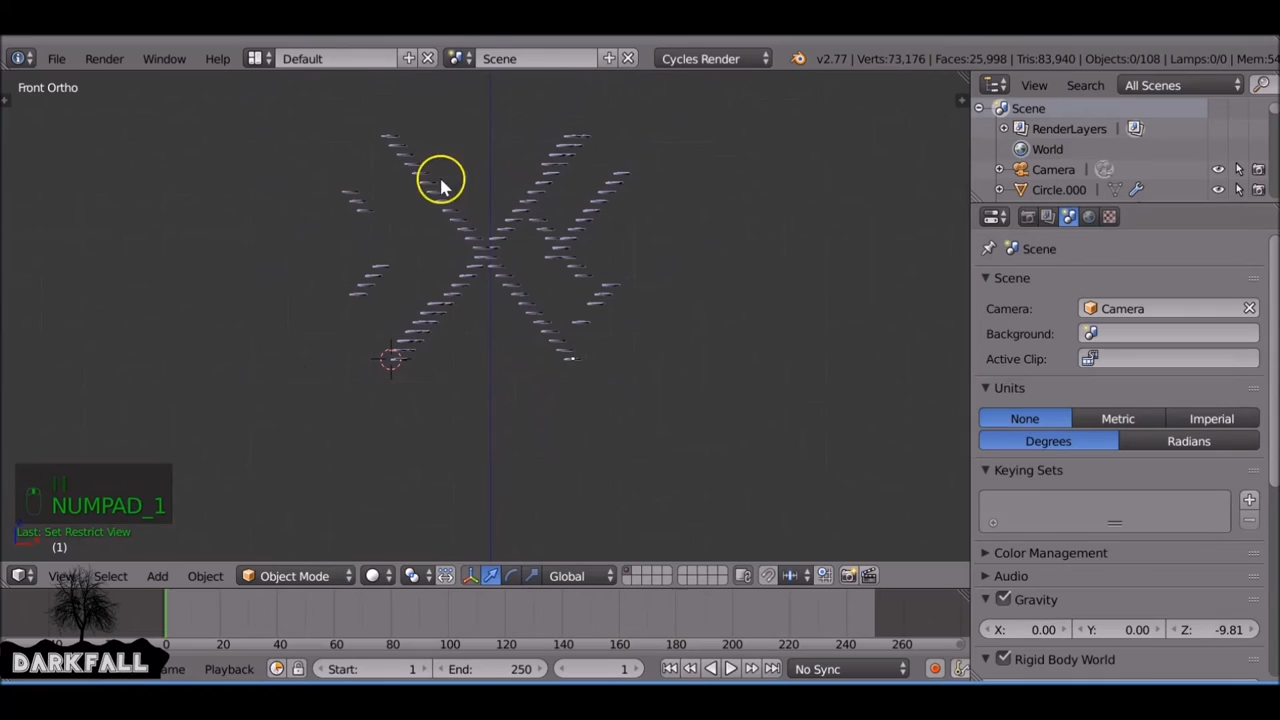 File Render Window Help Default Scene Cycles Render v2.77 | Verts:73,176 | Faces:25,998 | Tris:83,940 | Objects:0/108 | Lamps:0/0 | Mem:54
Front Ortho
View Search All Scenes
Scene
RenderLayers
World
Camera
Circle.000
Scene
Scene
Camera: Camera
Background:
Active Clip:
Units
None Metric Imperial
Degrees Radians
Keying Sets
Color Management
Audio
Gravity
X: 0.00 Y: 0.00 Z: -9.81
Rigid Body World
NUMPAD_1
Last: Set Restrict View
(1)
View Select Add Object Object Mode Global
0 20 40 60 80 100 120 140 160 180 200 220 240 260
DARKFALL
Playback Start: 1 End: 250 1 No Sync